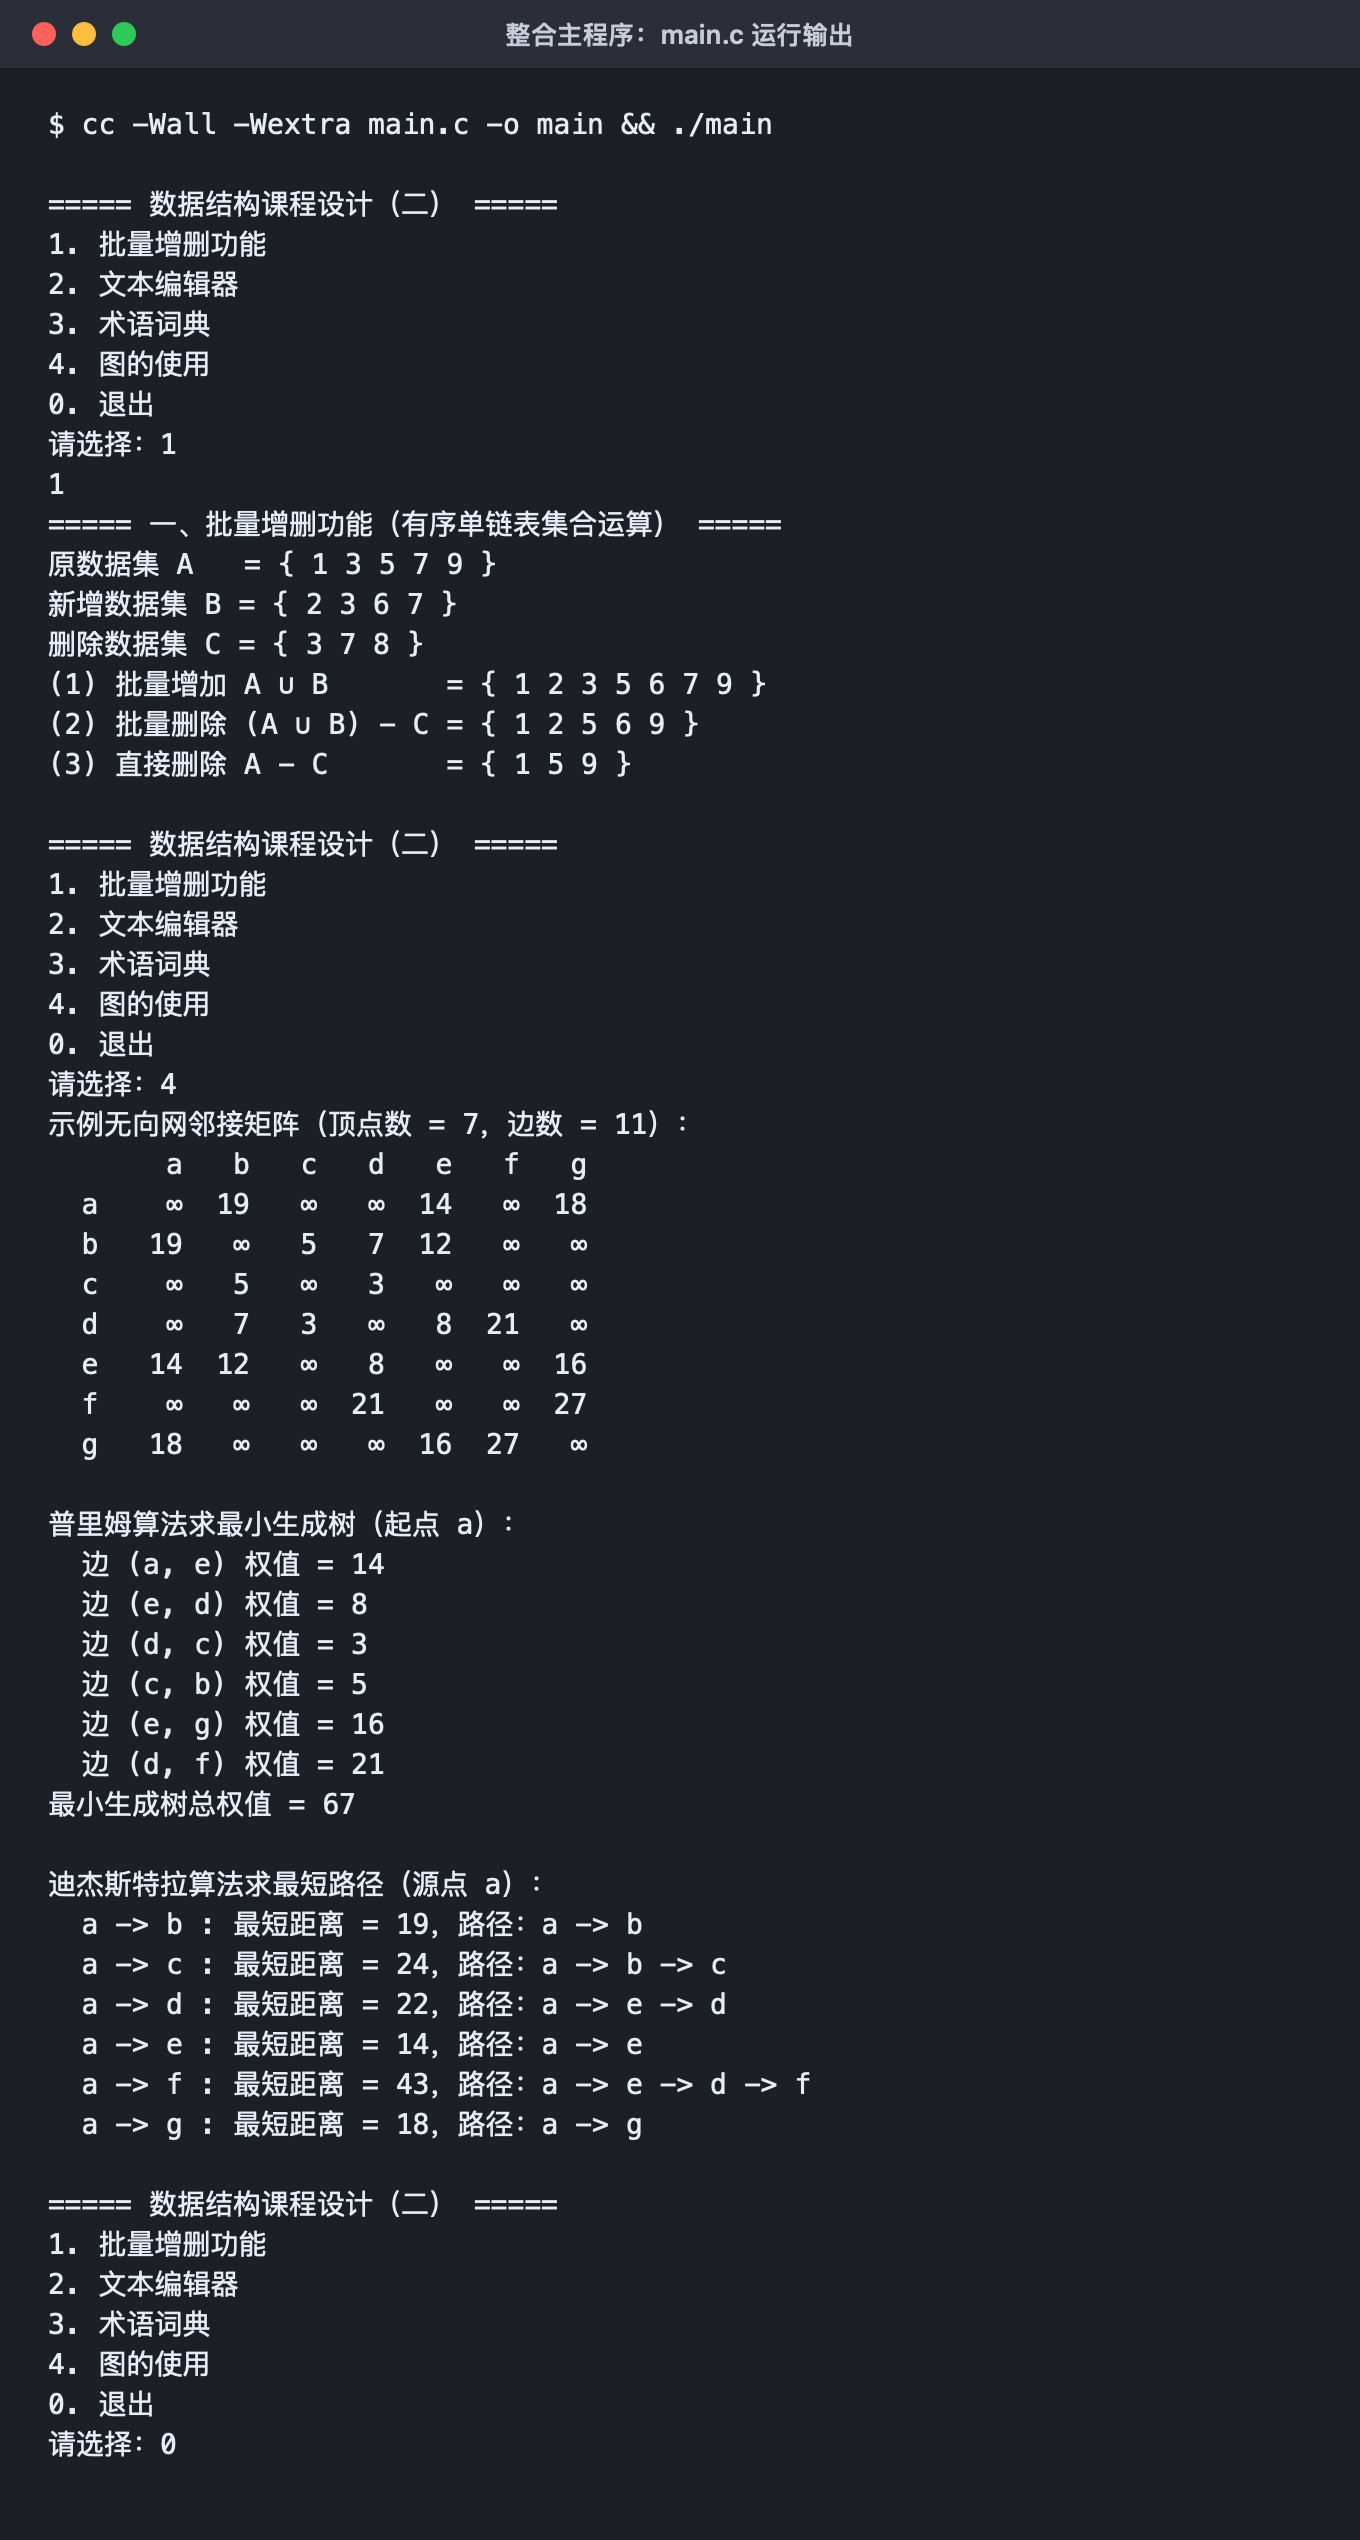 整合主程序：main.c 运行输出
$ cc -Wall -Wextra main.c -o main && ./main
===== 数据结构课程设计（二） =====
1. 批量增删功能
2. 文本编辑器
3. 术语词典
4. 图的使用
0. 退出
请选择：1
1
===== 一、批量增删功能（有序单链表集合运算） =====
原数据集 A   = { 1 3 5 7 9 }
新增数据集 B = { 2 3 6 7 }
删除数据集 C = { 3 7 8 }
(1) 批量增加 A ∪ B       = { 1 2 3 5 6 7 9 }
(2) 批量删除 (A ∪ B) - C = { 1 2 5 6 9 }
(3) 直接删除 A - C       = { 1 5 9 }
===== 数据结构课程设计（二） =====
1. 批量增删功能
2. 文本编辑器
3. 术语词典
4. 图的使用
0. 退出
请选择：4
示例无向网邻接矩阵（顶点数 = 7，边数 = 11）：
       a   b   c   d   e   f   g
  a    ∞  19   ∞   ∞  14   ∞  18
  b   19   ∞   5   7  12   ∞   ∞
  c    ∞   5   ∞   3   ∞   ∞   ∞
  d    ∞   7   3   ∞   8  21   ∞
  e   14  12   ∞   8   ∞   ∞  16
  f    ∞   ∞   ∞  21   ∞   ∞  27
  g   18   ∞   ∞   ∞  16  27   ∞
普里姆算法求最小生成树（起点 a）：
  边 (a, e) 权值 = 14
  边 (e, d) 权值 = 8
  边 (d, c) 权值 = 3
  边 (c, b) 权值 = 5
  边 (e, g) 权值 = 16
  边 (d, f) 权值 = 21
最小生成树总权值 = 67
迪杰斯特拉算法求最短路径（源点 a）：
  a -> b : 最短距离 = 19，路径：a -> b
  a -> c : 最短距离 = 24，路径：a -> b -> c
  a -> d : 最短距离 = 22，路径：a -> e -> d
  a -> e : 最短距离 = 14，路径：a -> e
  a -> f : 最短距离 = 43，路径：a -> e -> d -> f
  a -> g : 最短距离 = 18，路径：a -> g
===== 数据结构课程设计（二） =====
1. 批量增删功能
2. 文本编辑器
3. 术语词典
4. 图的使用
0. 退出
请选择：0